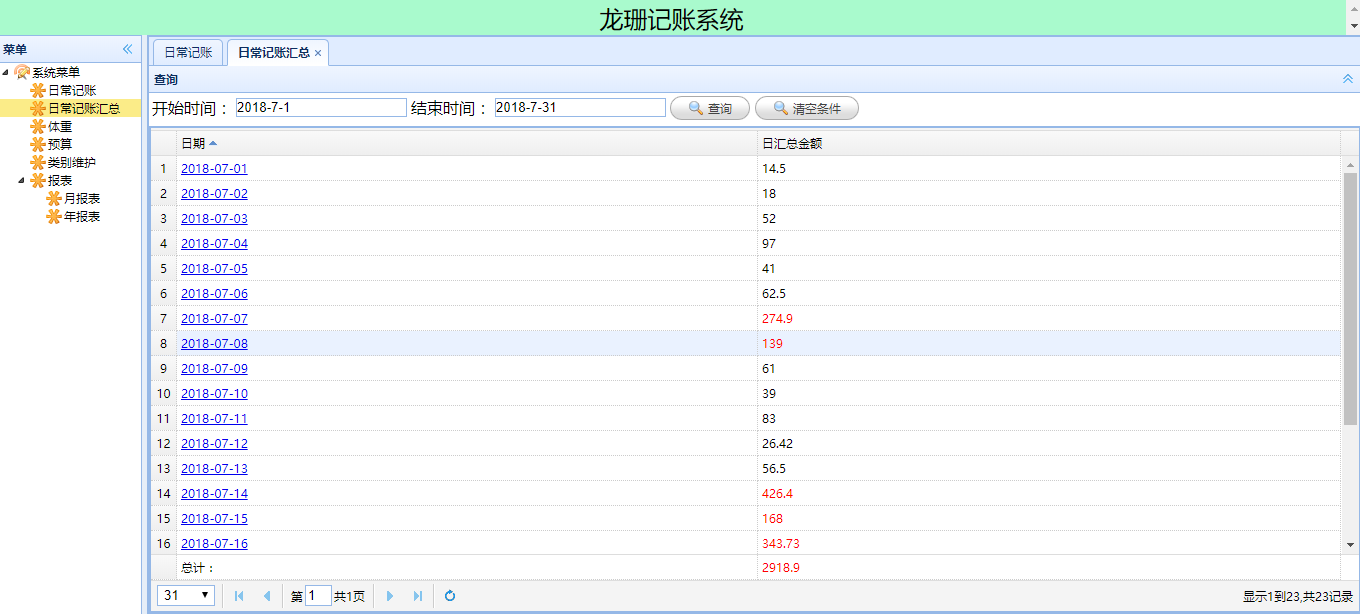 龙珊记账系统
菜单
系统菜单
日常记账
日常记账汇总
体重
预算
类别维护
报表
月报表
年报表
日常记账 日常记账汇总
查询
开始时间： 2018-7-1 结束时间： 2018-7-31 查询 清空条件
日期 日汇总金额
1 2018-07-01 14.5
2 2018-07-02 18
3 2018-07-03 52
4 2018-07-04 97
5 2018-07-05 41
6 2018-07-06 62.5
7 2018-07-07 274.9
8 2018-07-08 139
9 2018-07-09 61
10 2018-07-10 39
11 2018-07-11 83
12 2018-07-12 26.42
13 2018-07-13 56.5
14 2018-07-14 426.4
15 2018-07-15 168
16 2018-07-16 343.73
总计： 2918.9
31 第 1 共1页 显示1到23,共23记录